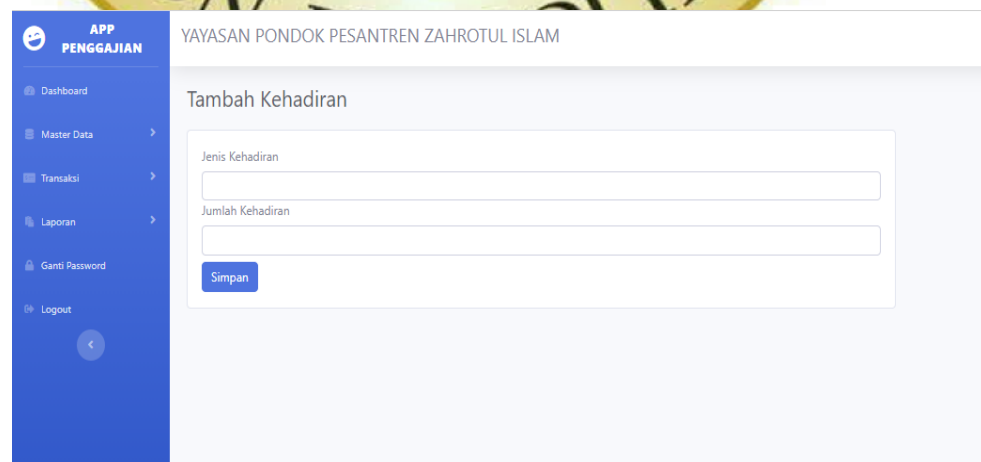 APP
PENGGAJIAN
YAYASAN PONDOK PESANTREN ZAHROTUL ISLAM
Dashboard
Master Data
Transaksi
Laporan
Ganti Password
Logout
Tambah Kehadiran
Jenis Kehadiran
Jumlah Kehadiran
Simpan